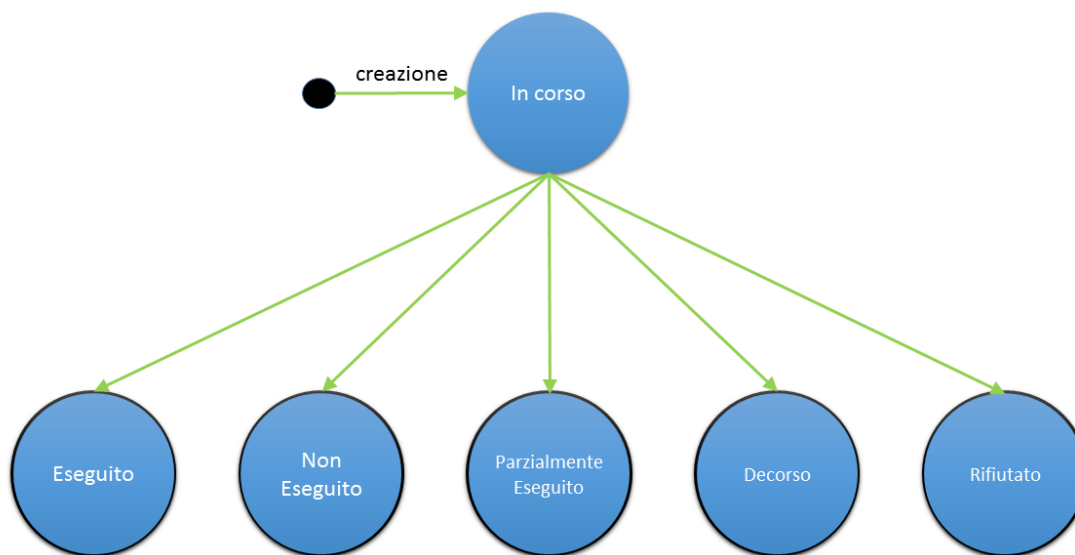 creazione
In corso
Eseguito
Non
Eseguito
Parzialmente
Eseguito
Decorso
Rifiutato